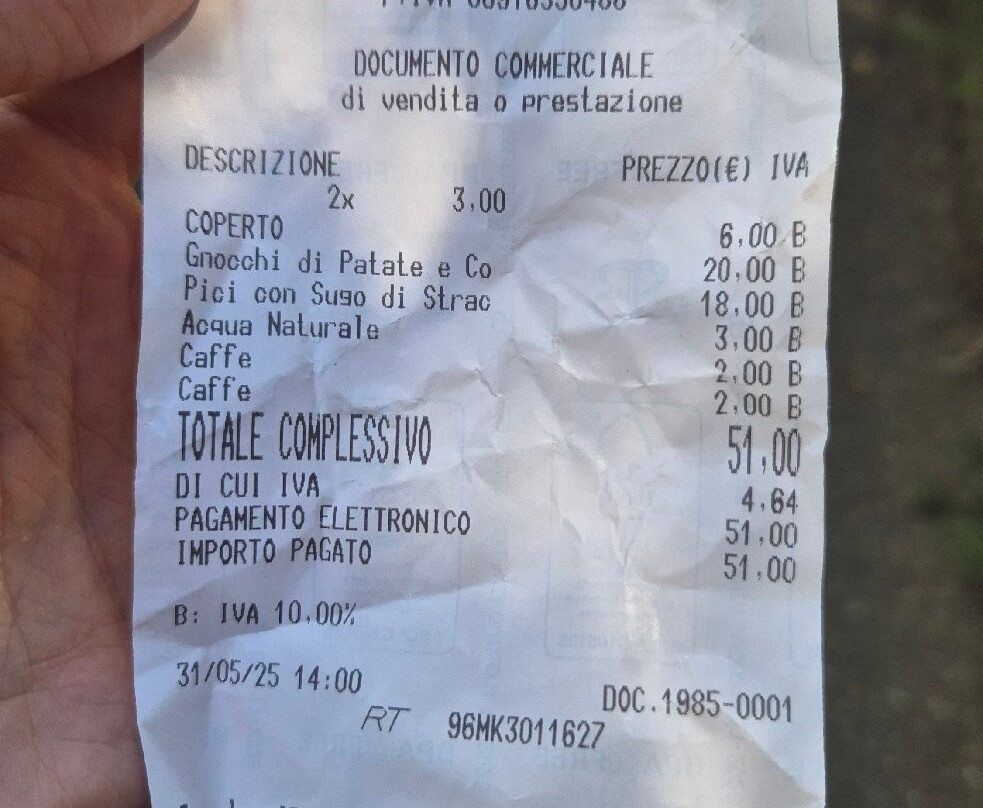 DOCUMENTO COMMERCIALE
di vendita o prestazione
DESCRIZIONE PREZZO(€) IVA
2x 3,00
COPERTO 6,00 B
Gnocchi di Patate e Co 20,00 B
Pici con Sugo di Strac 18,00 B
Acqua Naturale 3,00 B
Caffe 2,00 B
Caffe 2,00 B
TOTALE COMPLESSIVO 51,00
DI CUI IVA 4,64
PAGAMENTO ELETTRONICO 51,00
IMPORTO PAGATO 51,00
B: IVA 10,00%
31/05/25 14:00
DOC.1985-0001
RT 96MK3011627